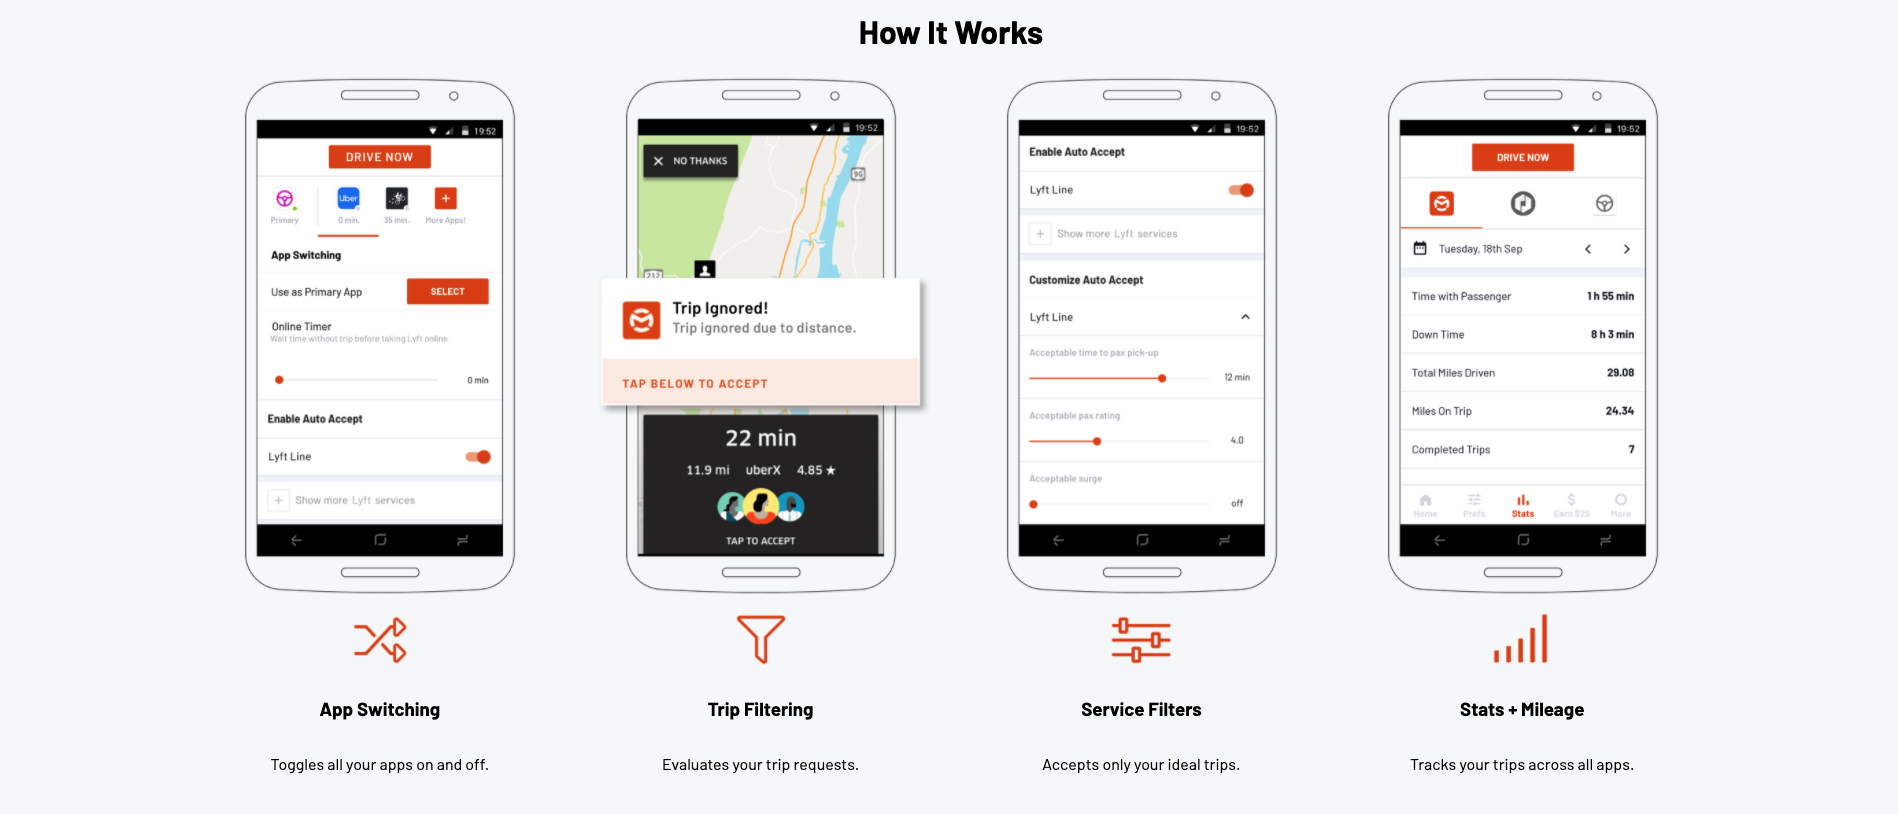 How It Works
19:52
DRIVE NOW
Uber
Primary
0 min.
35 min.
More Apps!
App Switching
Use as Primary App
SELECT
Online Timer
Wait time without trip before taking Lyft online
0 min
Enable Auto Accept
Lyft Line
Show more Lyft services
App Switching
Toggles all your apps on and off.
19:52
NO THANKS
9G
212
Trip Ignored!
Trip ignored due to distance.
TAP BELOW TO ACCEPT
22 min
11.9 mi uberX 4.85 ★
TAP TO ACCEPT
Trip Filtering
Evaluates your trip requests.
19:52
Enable Auto Accept
Lyft Line
Show more Lyft services
Customize Auto Accept
Lyft Line
Acceptable time to pax pick-up
12 min
Acceptable pax rating
4.0
Acceptable surge
off
Service Filters
Accepts only your ideal trips.
19:52
DRIVE NOW
Tuesday, 18th Sep
Time with Passenger 1 h 55 min
Down Time 8 h 3 min
Total Miles Driven 29.08
Miles On Trip 24.34
Completed Trips 7
Home Prefs Stats Earn $25 More
Stats + Mileage
Tracks your trips across all apps.